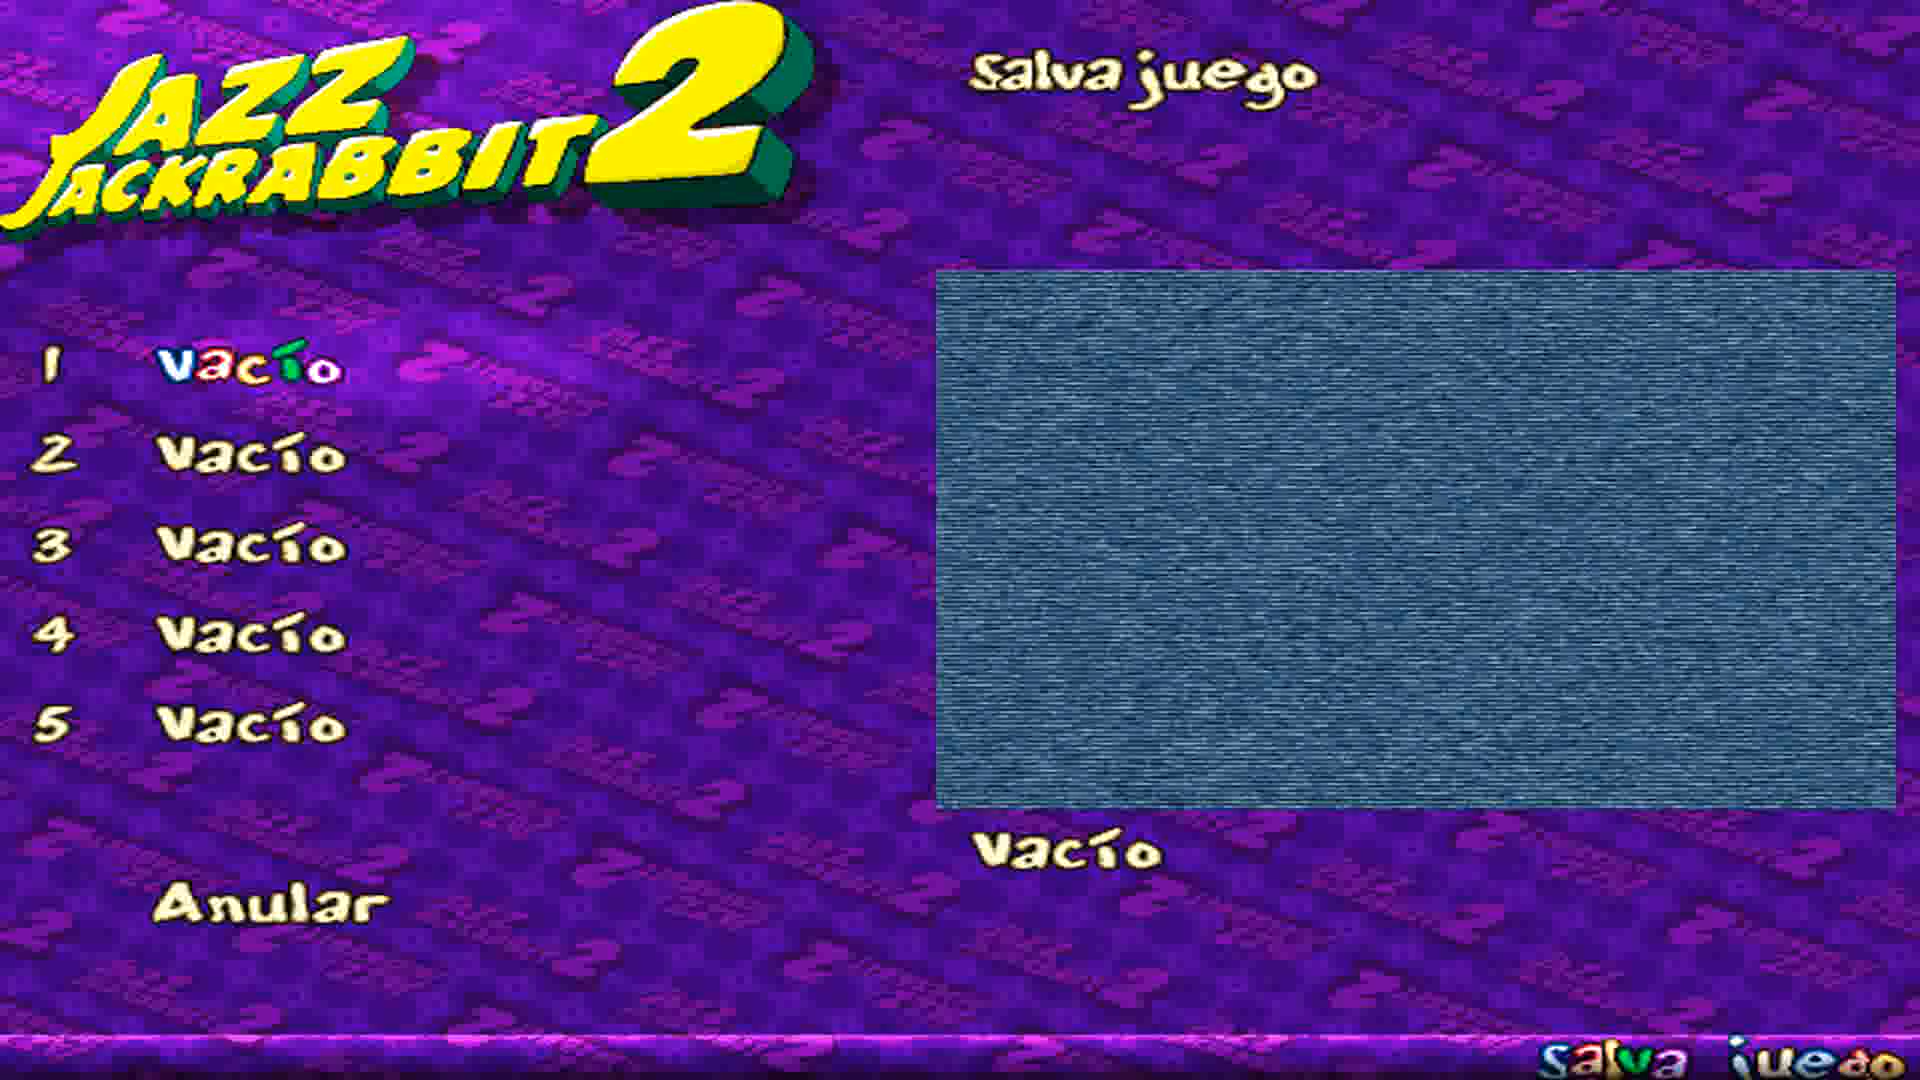 JAZZ
JACKRABBIT 2
Salva juego
1 vacío
2 vacío
3 vacío
4 vacío
5 vacío
vacío
Anular
Salva juego